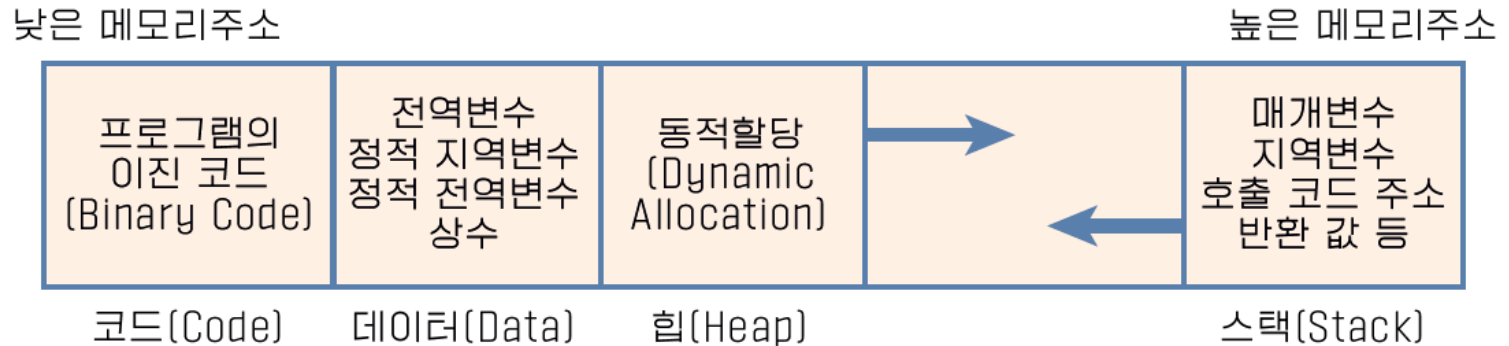 낮은 메모리주소
높은 메모리주소
프로그램의
이진 코드
(Binary Code)
전역변수
정적 지역변수
정적 전역변수
상수
동적할당
(Dynamic
Allocation)
매개변수
지역변수
호출 코드 주소
반환 값 등
코드(Code)
데이터(Data)
힙(Heap)
스택(Stack)